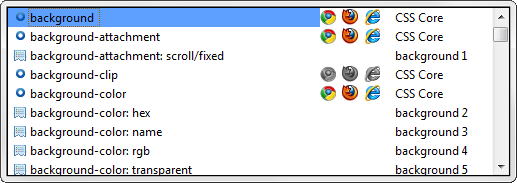 background CSS Core
background-attachment CSS Core
background-attachment: scroll/fixed background 1
background-clip CSS Core
background-color CSS Core
background-color: hex background 2
background-color: name background 3
background-color: rgb background 4
background-color: transparent background 5